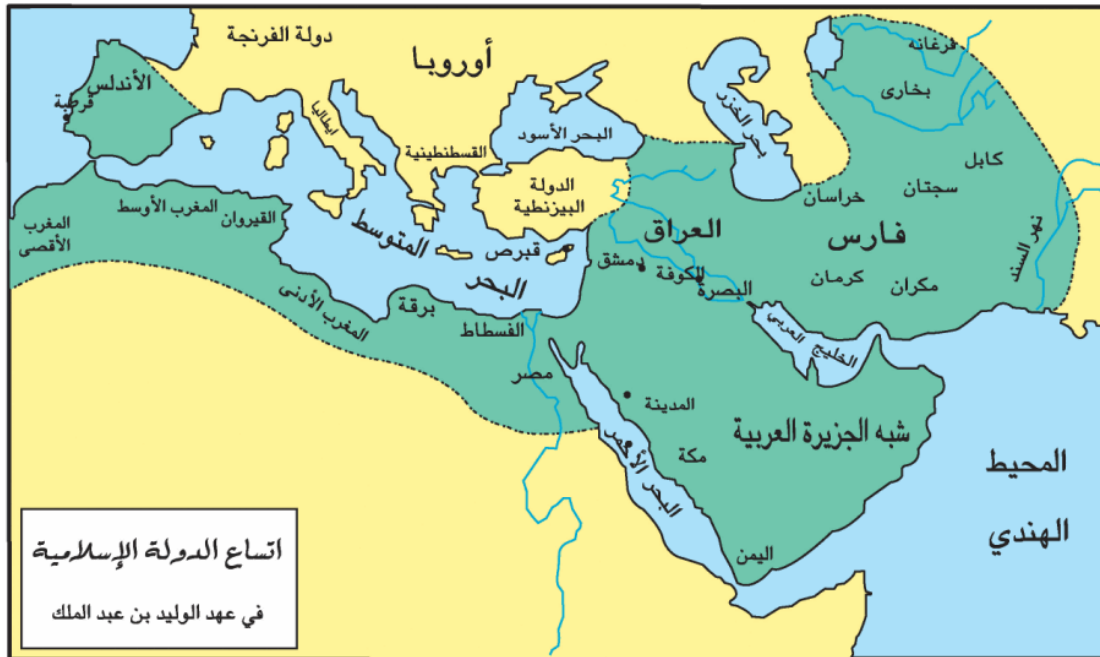 دولة الفرنجة
أوروبا
فرغانه
بخارى
الأندلس
قرطبة
ايطاليا
بحر الخزر
البحر الأسود
القسطنطينية
الدولة
البيزنطية
كابل
سجتان
خراسان
المغرب
الأقصى
المغرب الأوسط
القيروان
المغرب الأدنى
برقة
البحر
المتوسط
قبرص
العراق
فارس
دمشق
الكوفة
البصرة
كرمان
مكران
نهر السند
الفسطاط
مصر
الخليج العربي
المدينة
مكة
شبه الجزيرة العربية
البحر الأحمر
اليمن
المحيط
الهندي
اتساع الدولة الإسلامية
في عهد الوليد بن عبد الملك